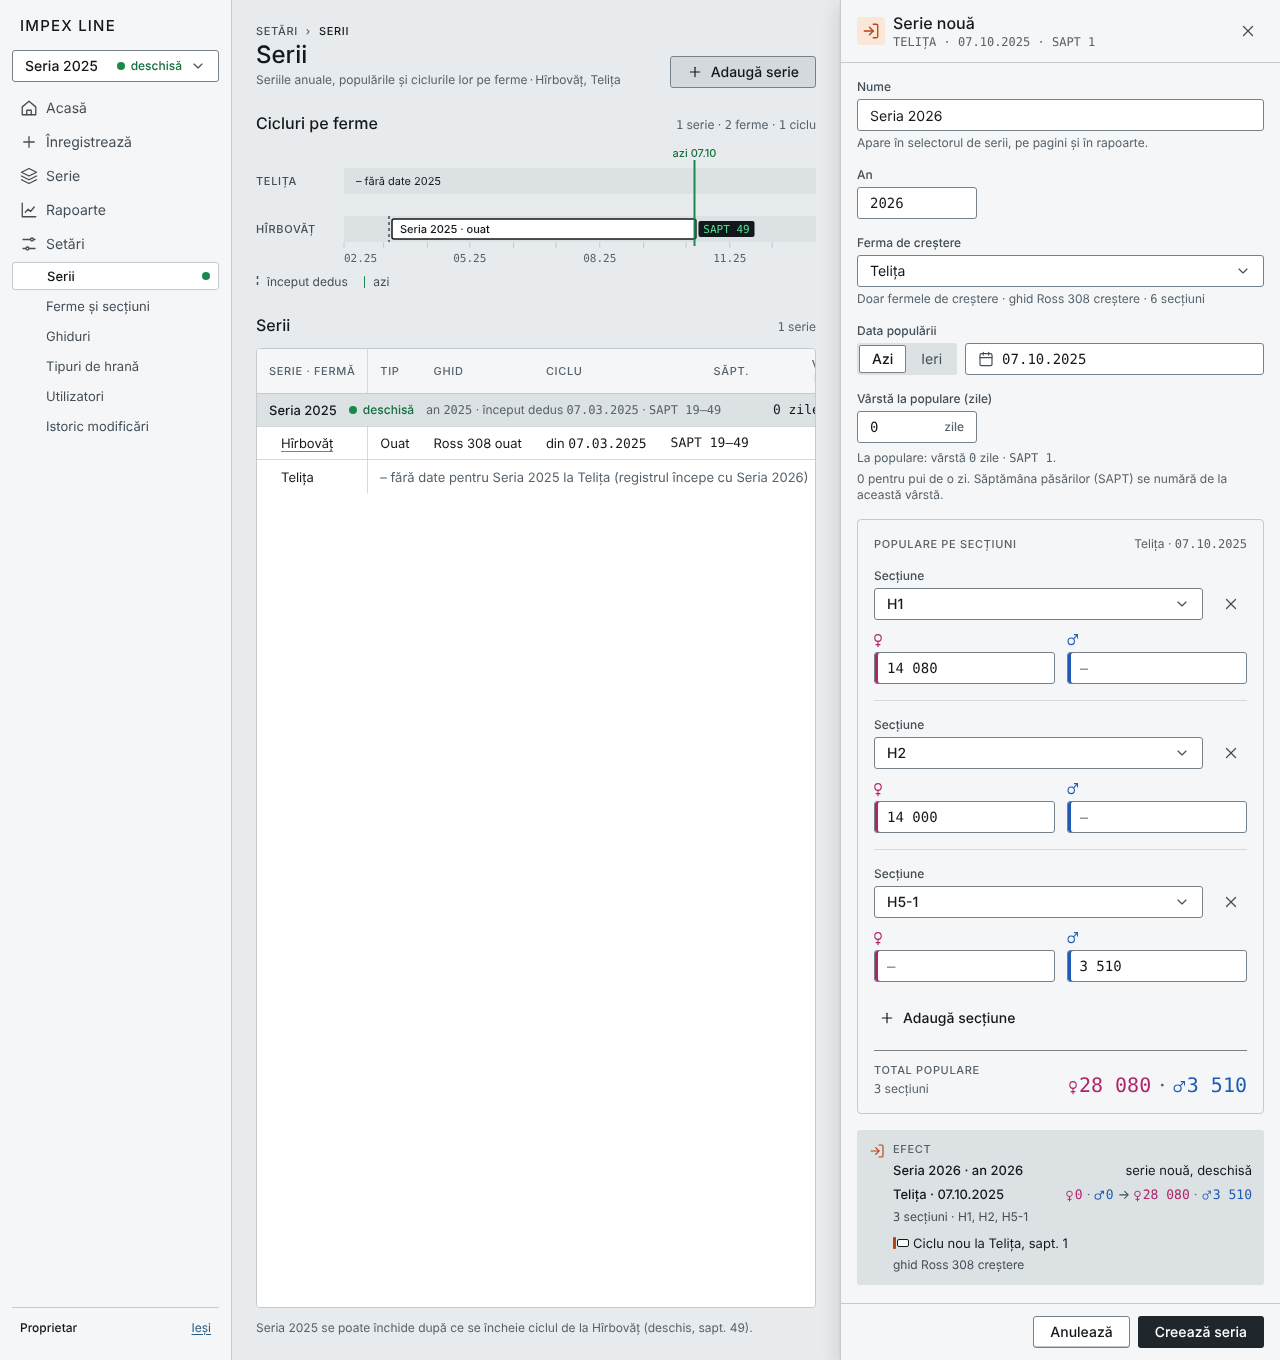 IMPEX LINE
Seria 2025 deschisă
Acasă
Înregistrează
Serie
Rapoarte
Setări
Serii
Ferme și secțiuni
Ghiduri
Tipuri de hrană
Utilizatori
Istoric modificări
Proprietar Ieși
SETĂRI › SERII
Serii
Seriile anuale, populările și ciclurile lor pe ferme · Hîrbovăț, Telița
+ Adaugă serie
Cicluri pe ferme
1 serie · 2 ferme · 1 ciclu
azi 07.10
TELIȚA – fără date 2025
HÎRBOVĂȚ Seria 2025 · ouat SAPT 49
02.25 05.25 08.25 11.25
început dedus azi
Serii 1 serie
SERIE · FERMĂ TIP GHID CICLU SĂPT.
Seria 2025 deschisă an 2025 · început dedus 07.03.2025 · SAPT 19–49 0 zile
Hîrbovăț Ouat Ross 308 ouat din 07.03.2025 SAPT 19–49
Telița – fără date pentru Seria 2025 la Telița (registrul începe cu Seria 2026)
Seria 2025 se poate închide după ce se încheie ciclul de la Hîrbovăț (deschis, sapt. 49).
Serie nouă
TELIȚA · 07.10.2025 · SAPT 1
Nume
Seria 2026
Apare în selectorul de serii, pe pagini și în rapoarte.
An
2026
Ferma de creștere
Telița
Doar fermele de creștere · ghid Ross 308 creștere · 6 secțiuni
Data populării
Azi Ieri 07.10.2025
Vârstă la populare (zile)
0 zile
La populare: vârstă 0 zile · SAPT 1.
0 pentru pui de o zi. Săptămâna păsărilor (SAPT) se numără de la
această vârstă.
POPULARE PE SECȚIUNI Telița · 07.10.2025
Secțiune
H1
♀ ♂
14 080 –
Secțiune
H2
♀ ♂
14 000 –
Secțiune
H5-1
♀ ♂
– 3 510
+ Adaugă secțiune
TOTAL POPULARE
3 secțiuni
♀28 080 · ♂3 510
EFECT
Seria 2026 · an 2026 serie nouă, deschisă
Telița · 07.10.2025 ♀0 · ♂0 → ♀28 080 · ♂3 510
3 secțiuni · H1, H2, H5-1
Ciclu nou la Telița, sapt. 1
ghid Ross 308 creștere
Anulează Creează seria